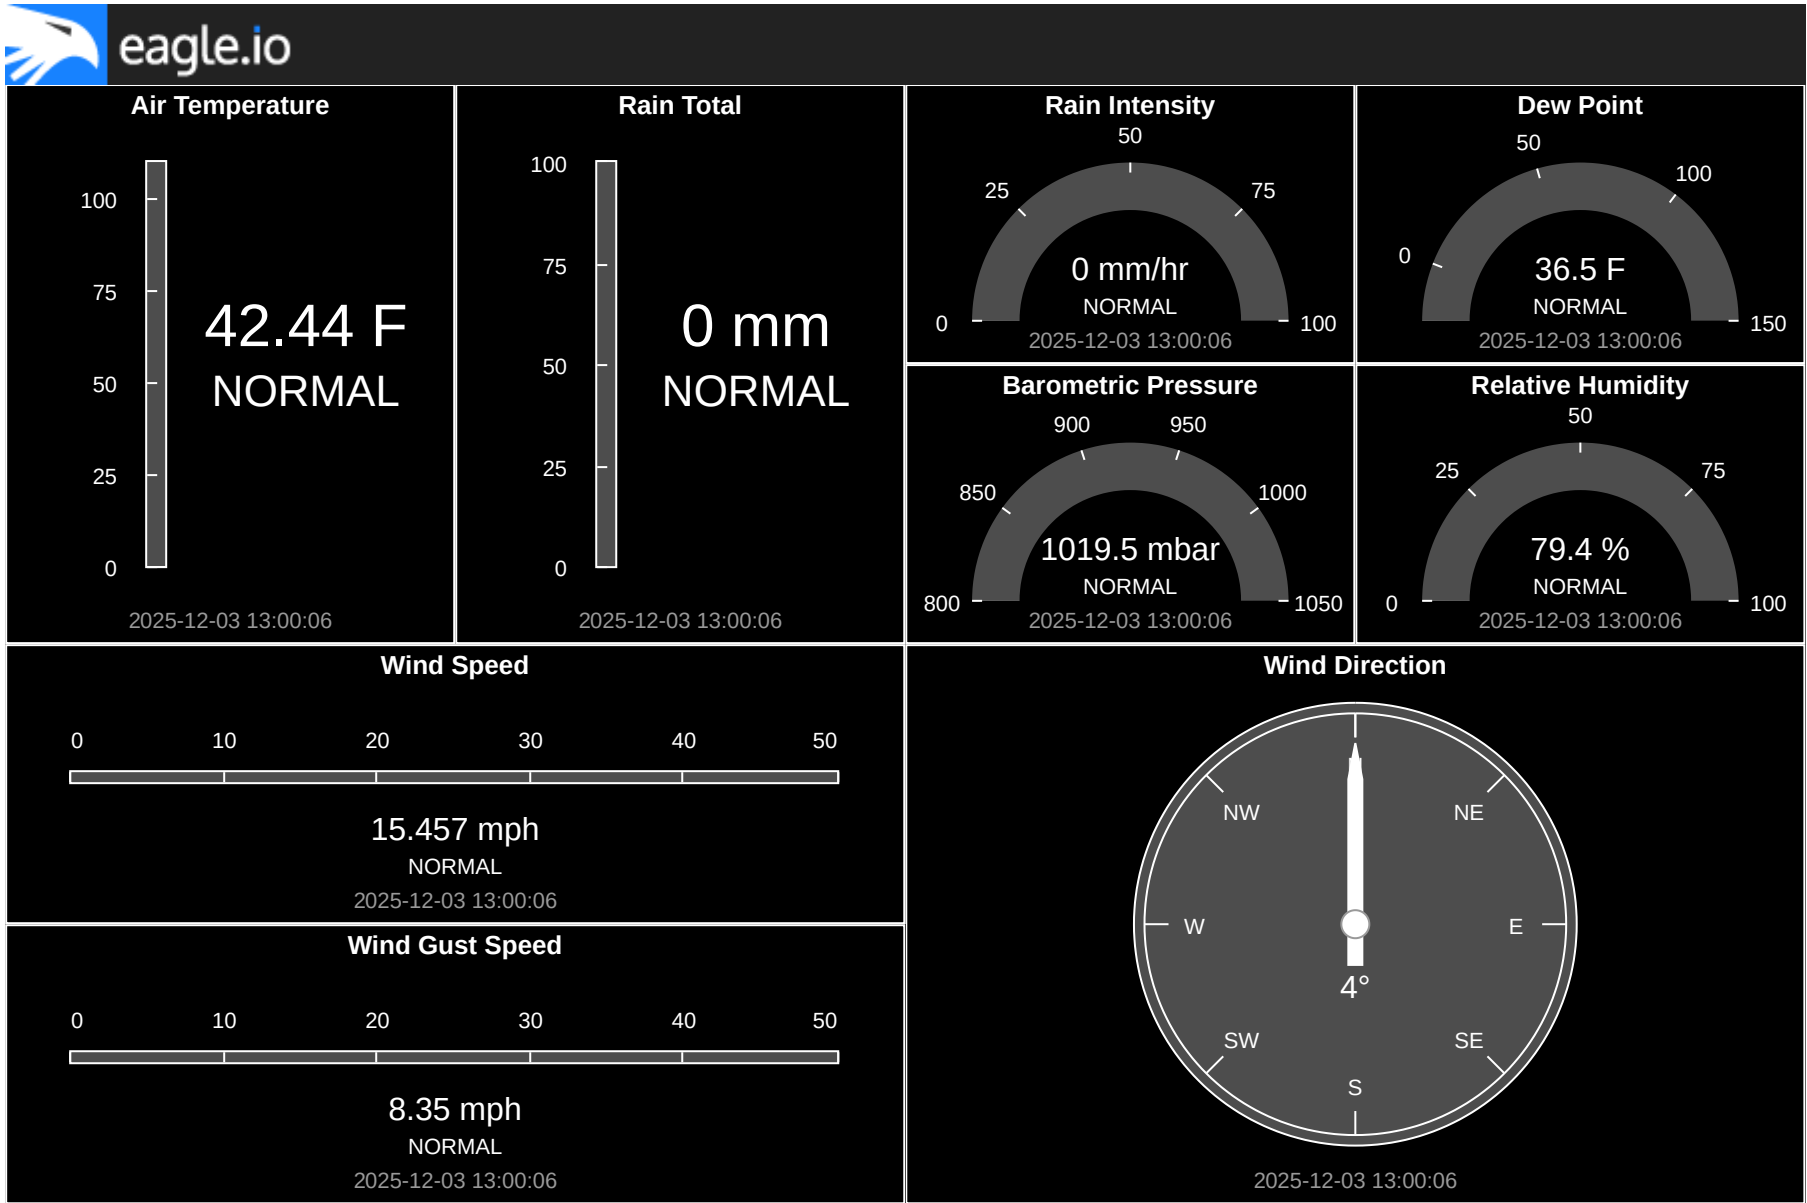 eagle.io
Air Temperature
100
75
50
25
0
42.44 F
NORMAL
2025-12-03 13:00:06
Rain Total
100
75
50
25
0
0 mm
NORMAL
2025-12-03 13:00:06
Rain Intensity
0
25
50
75
100
0 mm/hr
NORMAL
2025-12-03 13:00:06
Dew Point
0
50
100
150
36.5 F
NORMAL
2025-12-03 13:00:06
Barometric Pressure
800
850
900
950
1000
1050
1019.5 mbar
NORMAL
2025-12-03 13:00:06
Relative Humidity
0
25
50
75
100
79.4 %
NORMAL
2025-12-03 13:00:06
Wind Speed
0 10 20 30 40 50
15.457 mph
NORMAL
2025-12-03 13:00:06
Wind Gust Speed
0 10 20 30 40 50
8.35 mph
NORMAL
2025-12-03 13:00:06
Wind Direction
NW NE
W E
4°
SW SE
S
2025-12-03 13:00:06